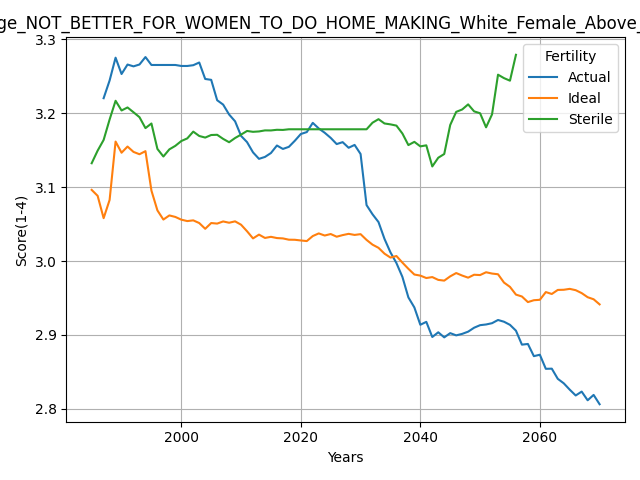 ge_NOT_BETTER_FOR_WOMEN_TO_DO_HOME_MAKING_White_Female_Above_
3.3
3.2
3.1
3.0
2.9
2.8
Score(1-4)
Fertility
Actual
Ideal
Sterile
2000
2020
2040
2060
Years